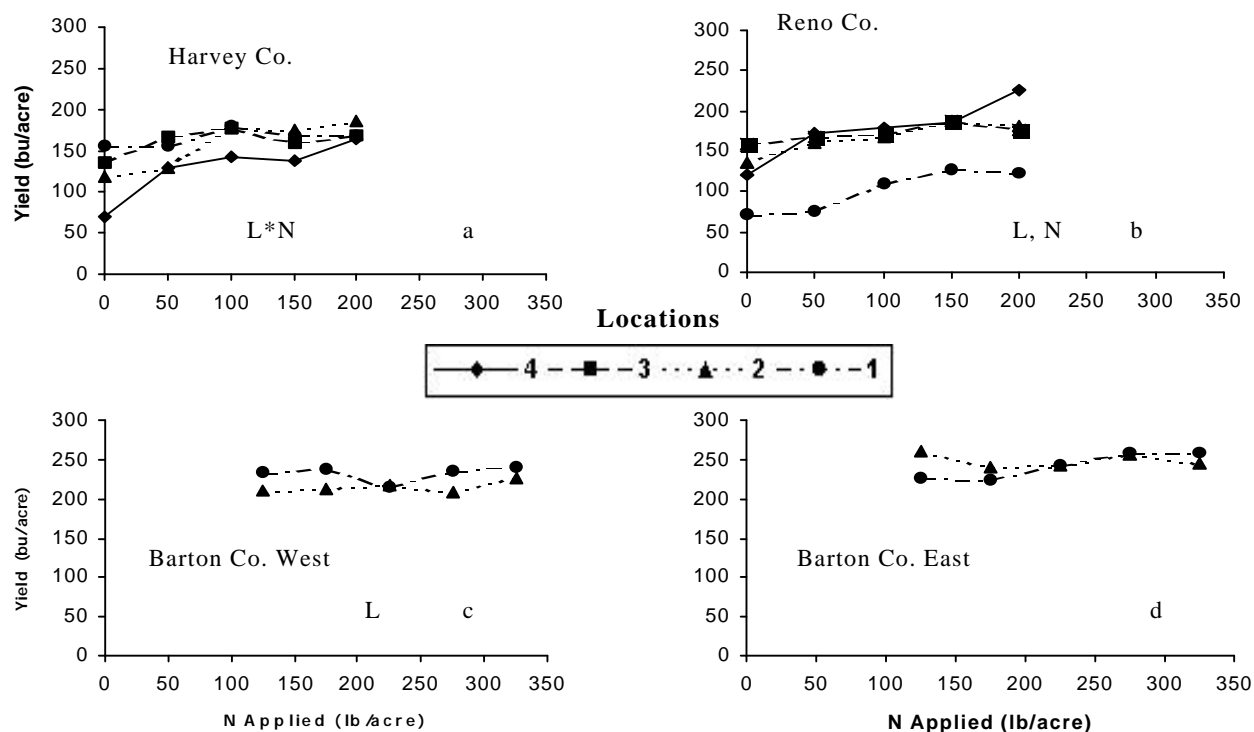 Harvey Co.
Yield (bu/acre)
300
250
200
150
100
50
0
L*N
a
0 50 100 150 200 250 300 350
Reno Co.
300
250
200
150
100
50
0
L, N
b
0 50 100 150 200 250 300 350
Locations
4 3 2 1
Yield (bu/acre)
300
250
200
150
100
50
0
Barton Co. West
L
c
0 50 100 150 200 250 300 350
N Applied (lb/acre)
300
250
200
150
100
50
0
Barton Co. East
d
0 50 100 150 200 250 300 350
N Applied (lb/acre)